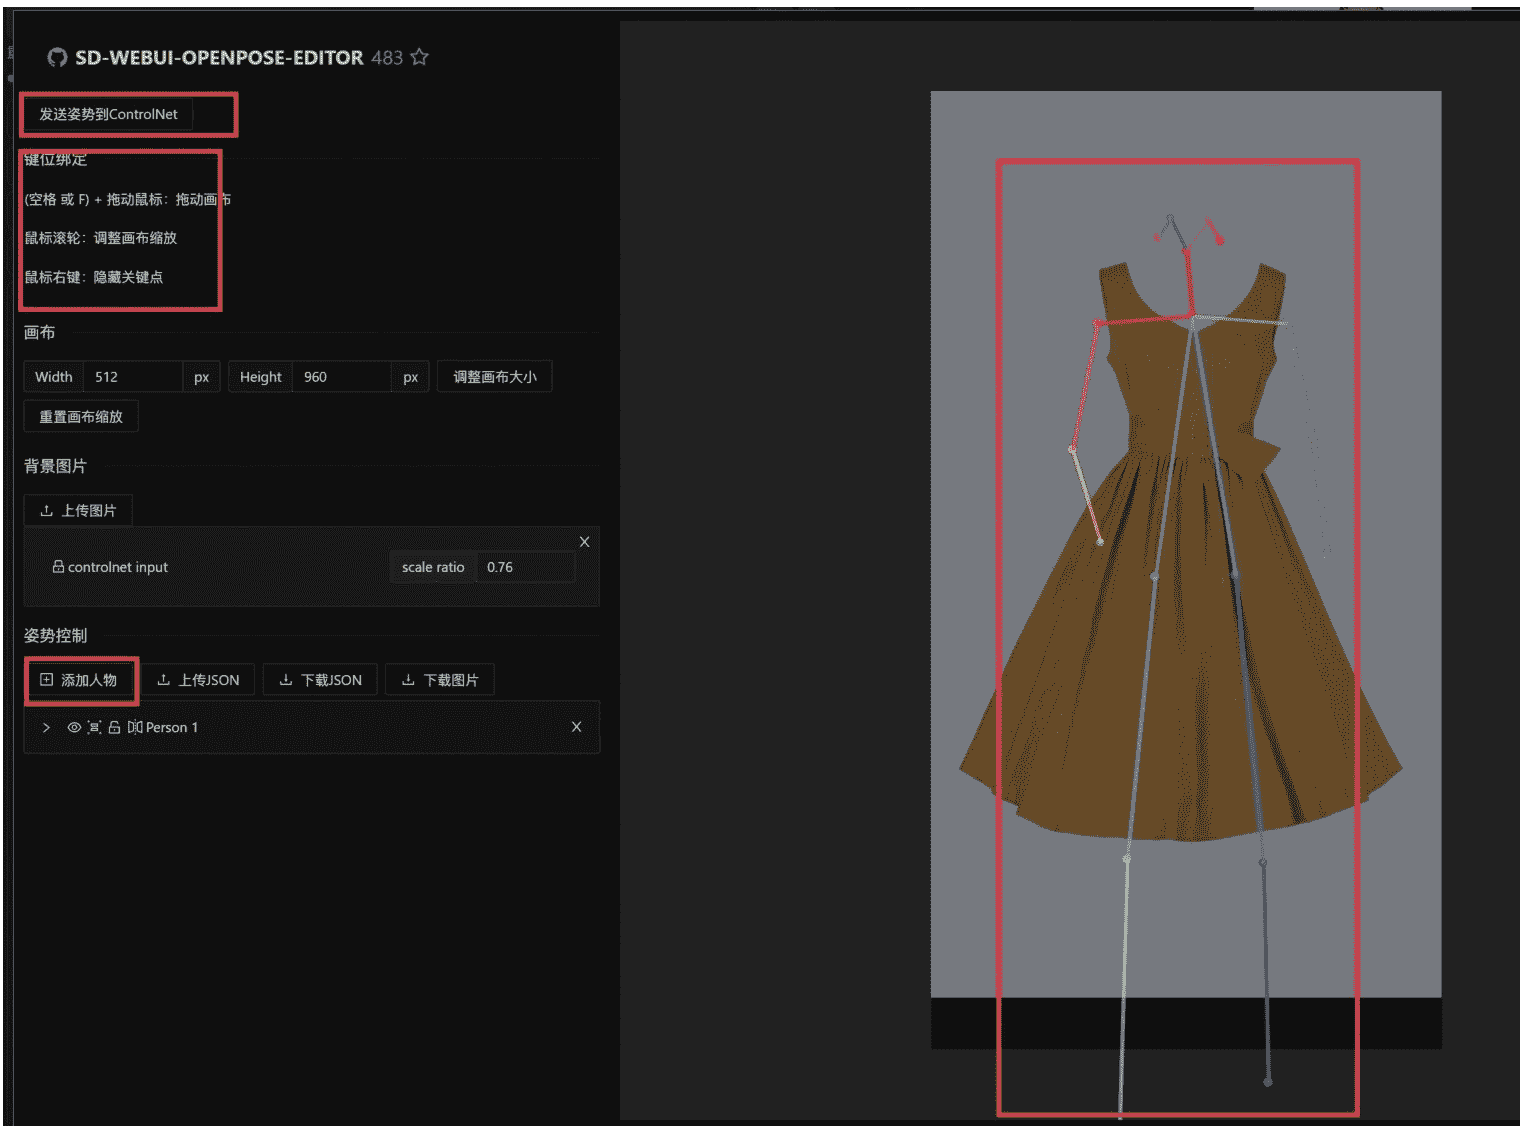 SD-WEBUI-OPENPOSE-EDITOR 483
发送姿势到ControlNet
键位绑定
(空格 或 F) + 拖动鼠标：拖动画布
鼠标滚轮：调整画布缩放
鼠标右键：隐藏关键点
画布
Width 512 px Height 960 px 调整画布大小
重置画布缩放
背景图片
上传图片
controlnet input scale ratio 0.76
姿势控制
添加人物 上传JSON 下载JSON 下载图片
Person 1